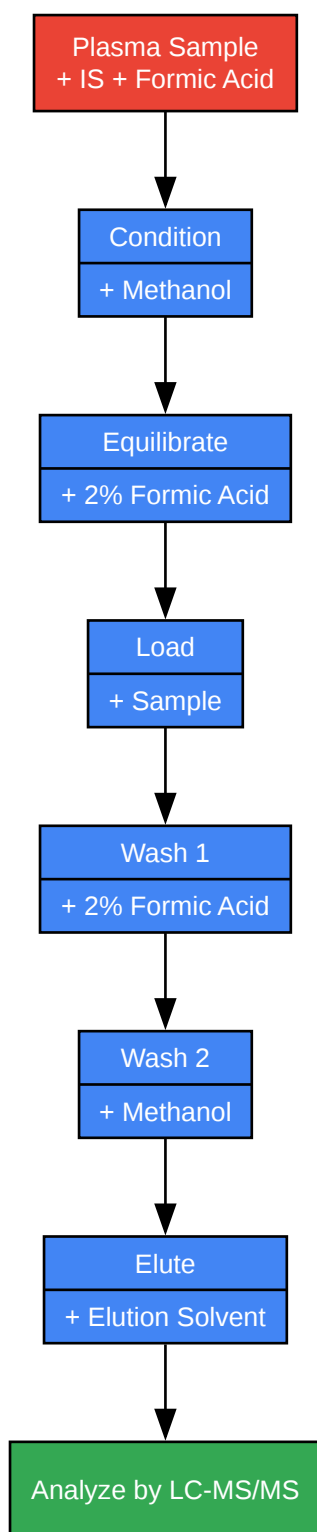 Plasma Sample
+ IS + Formic Acid
Condition
+ Methanol
Equilibrate
+ 2% Formic Acid
Load
+ Sample
Wash 1
+ 2% Formic Acid
Wash 2
+ Methanol
Elute
+ Elution Solvent
Analyze by LC-MS/MS